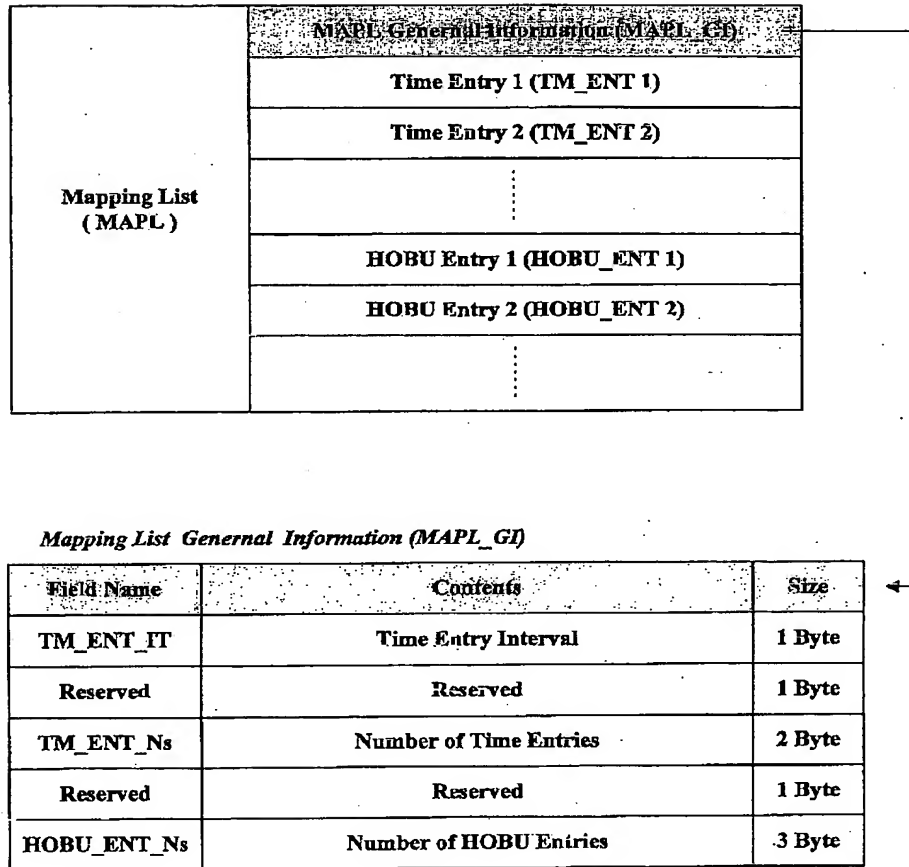 MAPL Genernal Information (MAPL_GI)
Time Entry 1 (TM_ENT 1)
Time Entry 2 (TM_ENT 2)
Mapping List
( MAPL )
HOBU Entry 1 (HOBU_ENT 1)
HOBU Entry 2 (HOBU_ENT 2)
Mapping List Genernal Information (MAPL_GI)
Field Name Contents Size
TM_ENT_IT Time Entry Interval 1 Byte
Reserved Reserved 1 Byte
TM_ENT_Ns Number of Time Entries 2 Byte
Reserved Reserved 1 Byte
HOBU_ENT_Ns Number of HOBU Entries 3 Byte